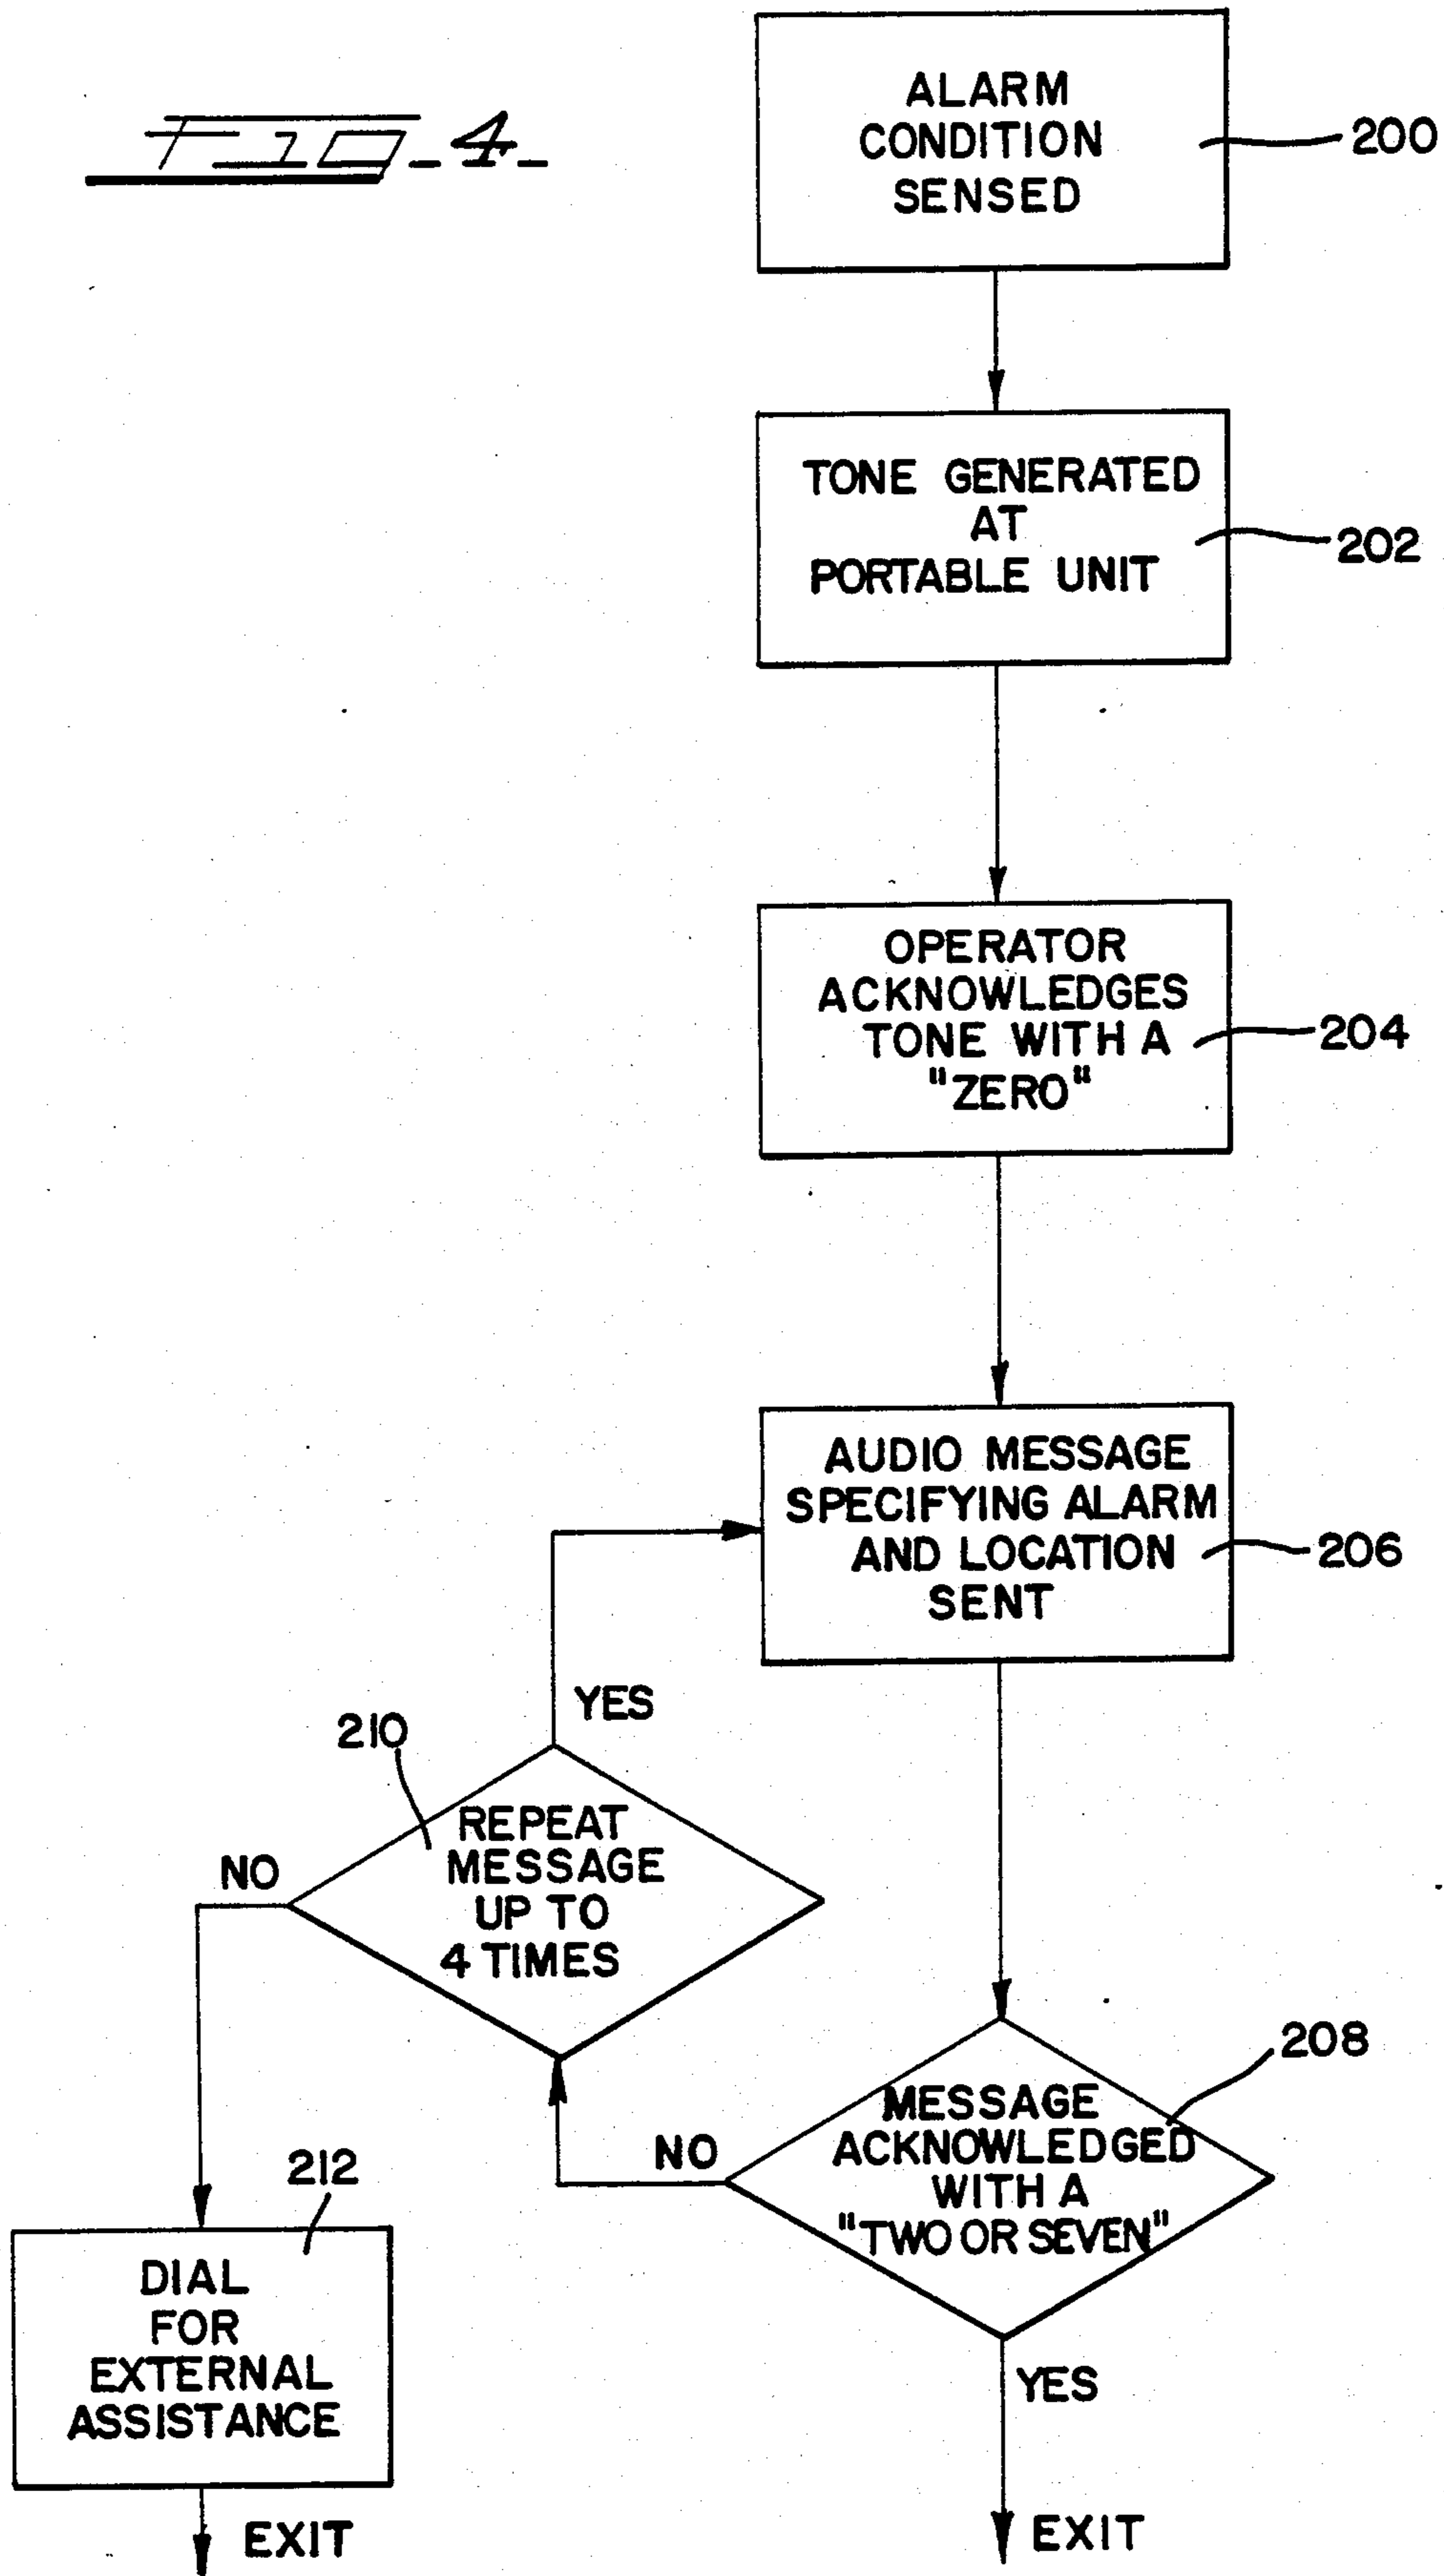 Fig. 4.
ALARM
CONDITION
SENSED
200
TONE GENERATED
AT
PORTABLE UNIT
202
OPERATOR
ACKNOWLEDGES
TONE WITH A
"ZERO"
204
AUDIO MESSAGE
SPECIFYING ALARM
AND LOCATION
SENT
206
YES
210
REPEAT
MESSAGE
UP TO
4 TIMES
NO
208
MESSAGE
ACKNOWLEDGED
WITH A
"TWO OR SEVEN"
NO
YES
EXIT
212
DIAL
FOR
EXTERNAL
ASSISTANCE
EXIT